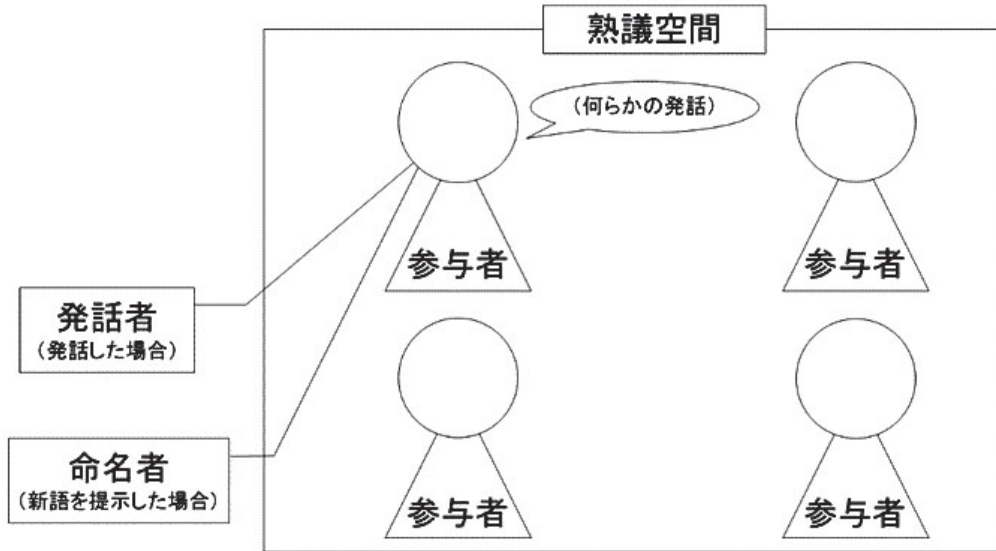 熟議空間
(何らかの発話)
参与者
参与者
発話者
(発話した場合)
命名者
(新語を提示した場合)
参与者
参与者